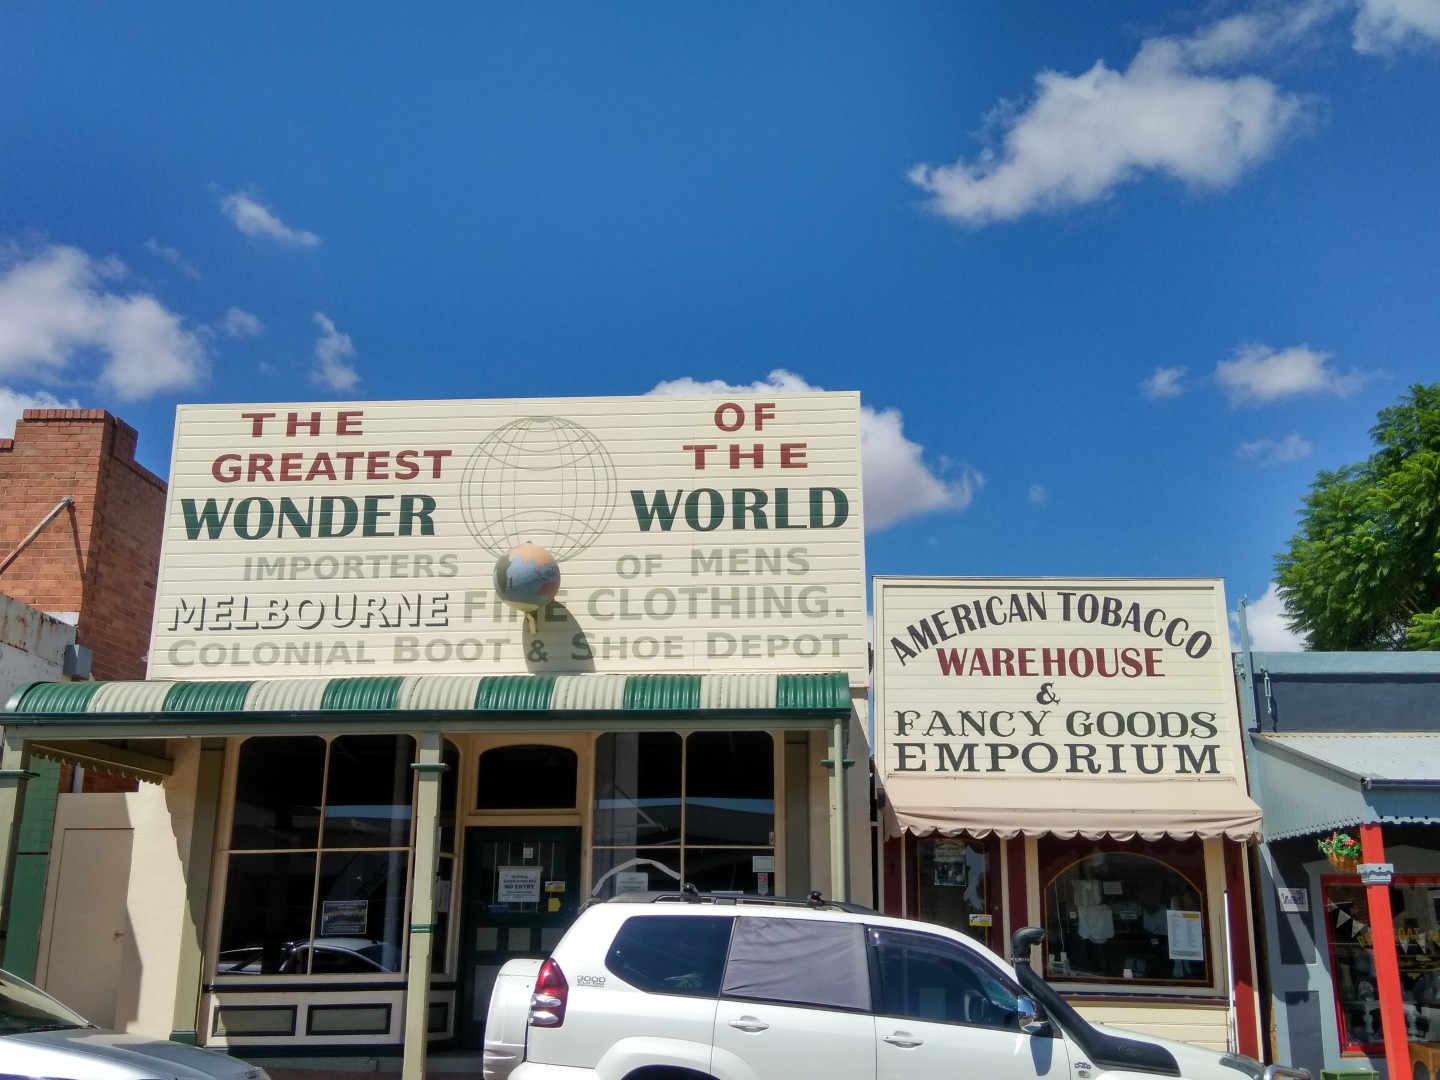 THE
GREATEST
WONDER
OF
THE
WORLD
IMPORTERS OF MENS
MELBOURNE FINE CLOTHING.
COLONIAL BOOT & SHOE DEPOT
AMERICAN TOBACCO
WAREHOUSE
&
FANCY GOODS
EMPORIUM
NO ENTRY
3000